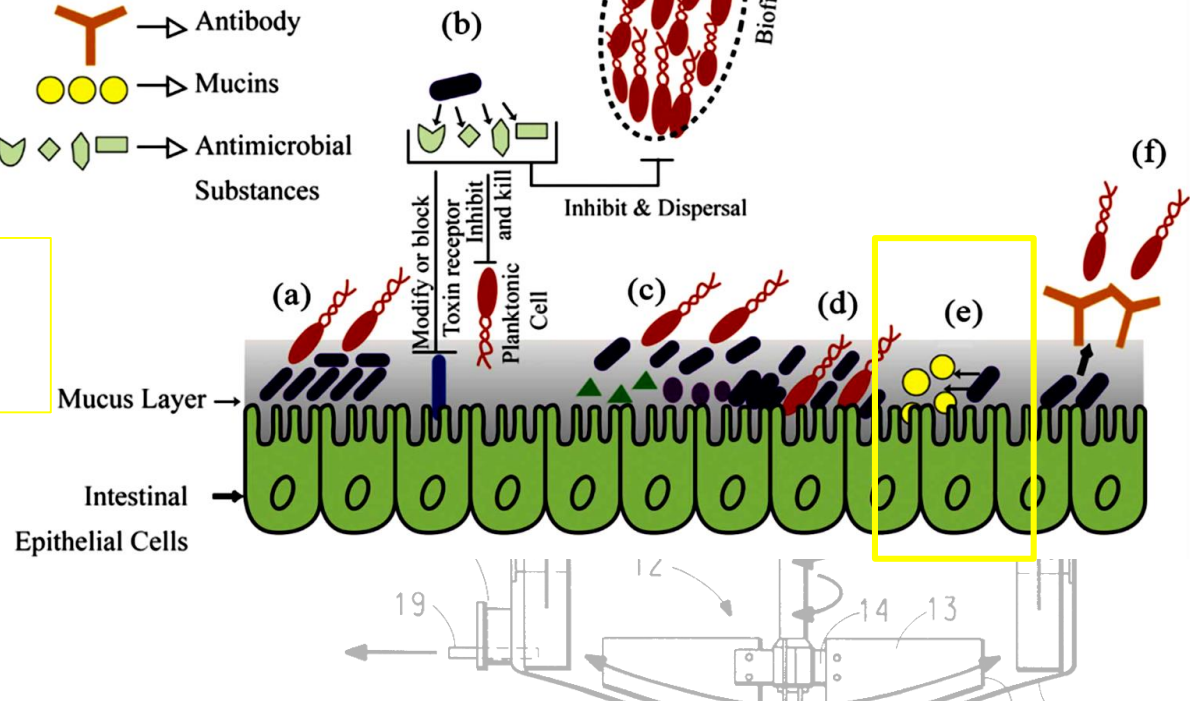 Antibody
Mucins
Antimicrobial
Substances
(b)
Inhibit & Dispersal
(f)
Modify or block
Toxin receptor
Inhibit
and kill
Planktonic
Cell
(a)
(c)
(d)
(e)
Mucus Layer
Intestinal
Epithelial Cells
12
19
14
13